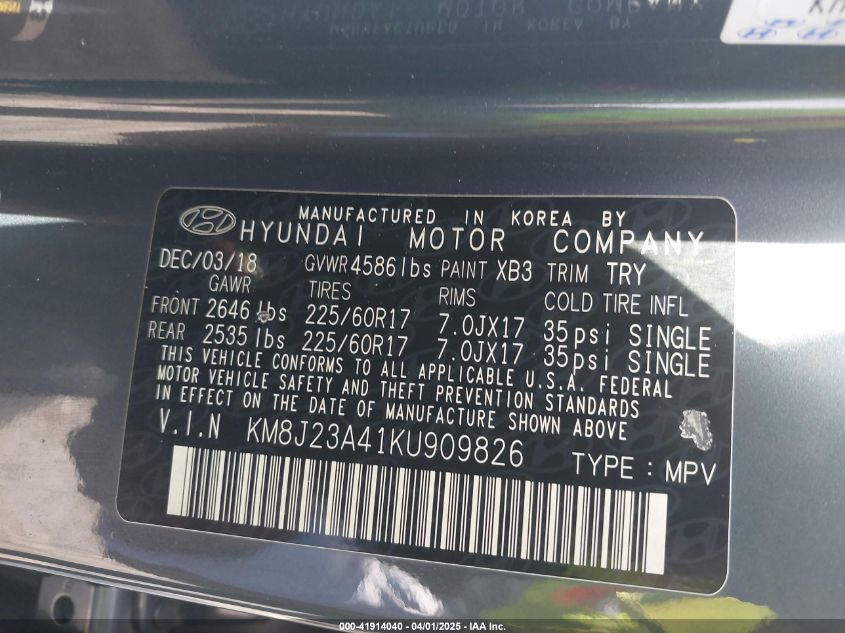 MANUFACTURED IN KOREA BY
HYUNDAI MOTOR COMPANY
DEC/03/18 GVWR 4586lbs PAINT XB3 TRIM TRY
GAWR TIRES RIMS COLD TIRE INFL
FRONT 2646 lbs 225/60R17 7.0JX17 35psi SINGLE
REAR 2535 lbs 225/60R17 7.0JX17 35psi SINGLE
THIS VEHICLE CONFORMS TO ALL APPLICABLE U.S.A. FEDERAL
MOTOR VEHICLE SAFETY AND THEFT PREVENTION STANDARDS
IN EFFECT ON THE DATE OF MANUFACTURE SHOWN ABOVE
V.I.N KM8J23A41KU909826
TYPE : MPV
000-41914040 - 04/01/2025 - IAA Inc.